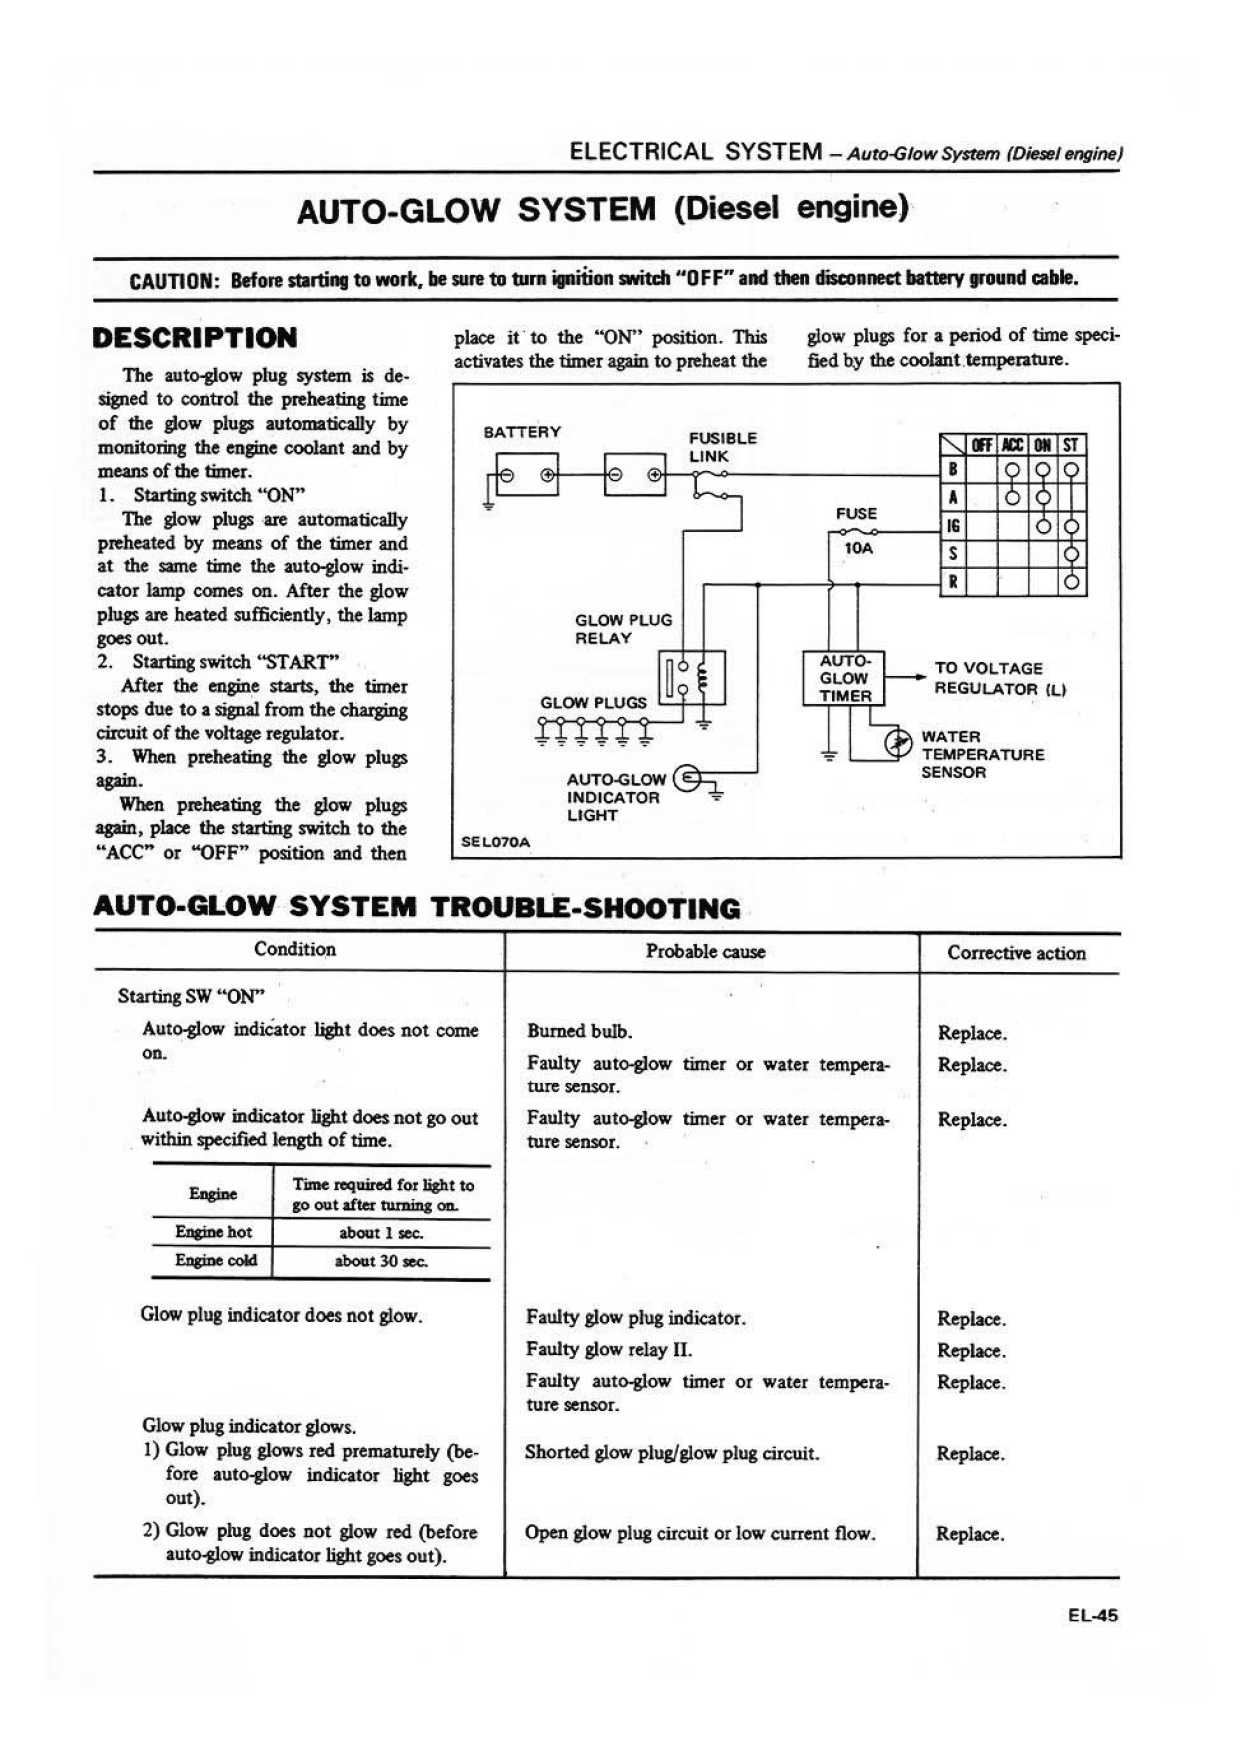 ELECTRICAL SYSTEM – Auto-Glow System (Diesel engine)
AUTO-GLOW SYSTEM (Diesel engine)
CAUTION: Before starting to work, be sure to turn ignition switch “OFF” and then disconnect battery ground cable.
DESCRIPTION
The auto-glow plug system is de-
signed to control the preheating time
of the glow plugs automatically by
monitoring the engine coolant and by
means of the timer.
1. Starting switch “ON”
The glow plugs are automatically
preheated by means of the timer and
at the same time the auto-glow indi-
cator lamp comes on. After the glow
plugs are heated sufficiently, the lamp
goes out.
2. Starting switch “START”
After the engine starts, the timer
stops due to a signal from the charging
circuit of the voltage regulator.
3. When preheating the glow plugs
again.
When preheating the glow plugs
again, place the starting switch to the
“ACC” or “OFF” position and then
place it to the “ON” position. This
activates the timer again to preheat the
glow plugs for a period of time speci-
fied by the coolant temperature.
BATTERY
FUSIBLE
LINK
OFF ACC ON ST
B
A
IG
S
R
FUSE
10A
GLOW PLUG
RELAY
GLOW PLUGS
AUTO-
GLOW
TIMER
TO VOLTAGE
REGULATOR (L)
WATER
TEMPERATURE
SENSOR
AUTO-GLOW
INDICATOR
LIGHT
SEL070A
AUTO-GLOW SYSTEM TROUBLE-SHOOTING
Condition Probable cause Corrective action
Starting SW “ON”
Auto-glow indicator light does not come
on.
Burned bulb. Replace.
Faulty auto-glow timer or water tempera- Replace.
ture sensor.
Auto-glow indicator light does not go out
within specified length of time.
Faulty auto-glow timer or water tempera- Replace.
ture sensor.
Engine
Time required for light to
go out after turning on.
Engine hot about 1 sec.
Engine cold about 30 sec.
Glow plug indicator does not glow. Faulty glow plug indicator. Replace.
Faulty glow relay II. Replace.
Faulty auto-glow timer or water tempera- Replace.
ture sensor.
Glow plug indicator glows.
1) Glow plug glows red prematurely (be-
fore auto-glow indicator light goes
out).
Shorted glow plug/glow plug circuit. Replace.
2) Glow plug does not glow red (before
auto-glow indicator light goes out).
Open glow plug circuit or low current flow. Replace.
EL-45